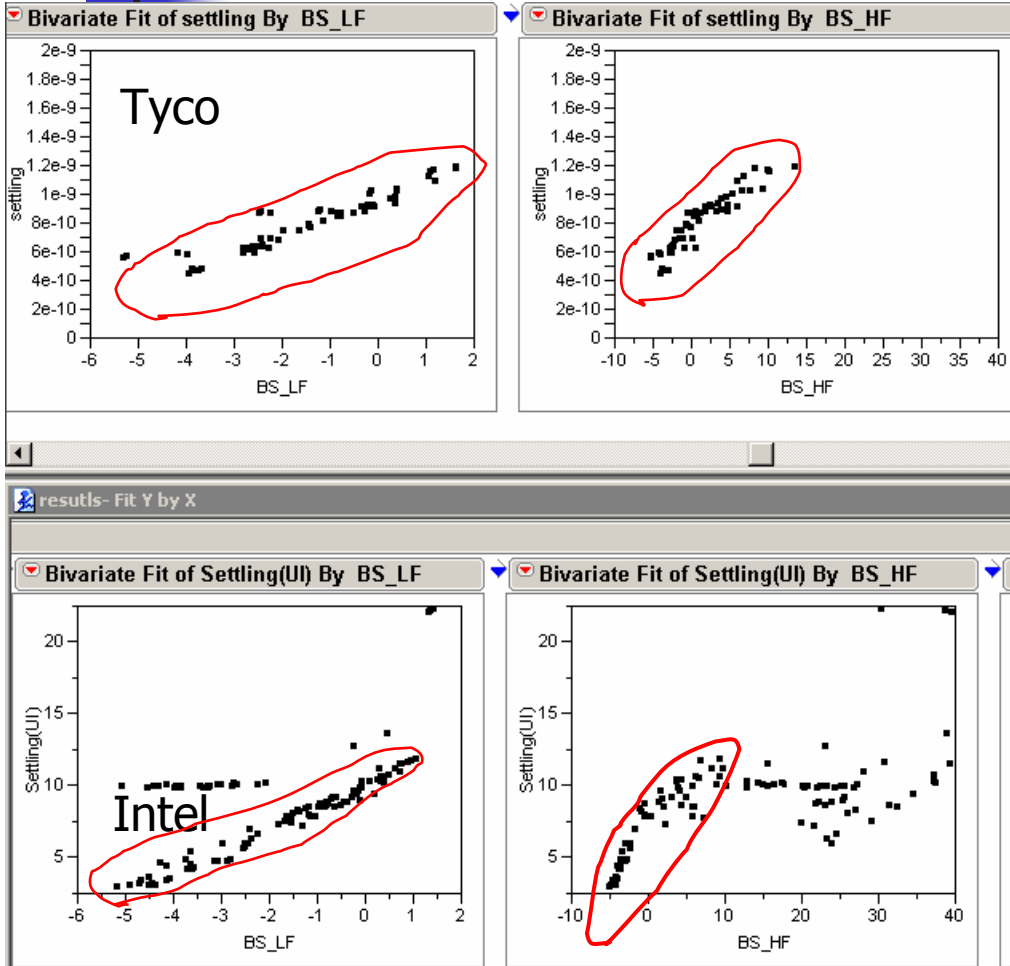 Bivariate Fit of settling By BS_LF
Bivariate Fit of settling By BS_HF
Tyco
settling
2e-9
1.8e-9
1.6e-9
1.4e-9
1.2e-9
1e-9
8e-10
6e-10
4e-10
2e-10
0
-6 -5 -4 -3 -2 -1 0 1 2
BS_LF
settling
2e-9
1.8e-9
1.6e-9
1.4e-9
1.2e-9
1e-9
8e-10
6e-10
4e-10
2e-10
0
-10 -5 0 5 10 15 20 25 30 35 40
BS_HF
resutls- Fit Y by X
Bivariate Fit of Settling(UI) By BS_LF
Bivariate Fit of Settling(UI) By BS_HF
Intel
Settling(UI)
20
15
10
5
-6 -5 -4 -3 -2 -1 0 1 2
BS_LF
Settling(UI)
20
15
10
5
-10 0 10 20 30 40
BS_HF